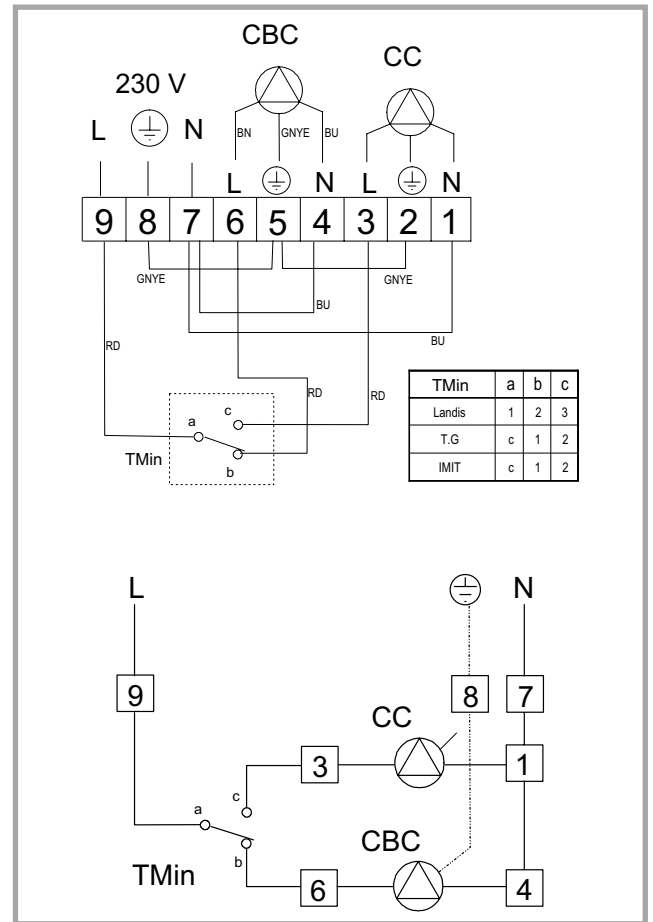 CBC
CC
230 V
L N
BN GNYE BU
L N L N
9 8 7 6 5 4 3 2 1
GNYE GNYE
BU
BU
RD RD RD
a c
b
TMin
TMin a b c
Landis 1 2 3
T.G c 1 2
IMIT c 1 2
L N
9 8 7
CC
3 1
a c
b
CBC
TMin
6 4